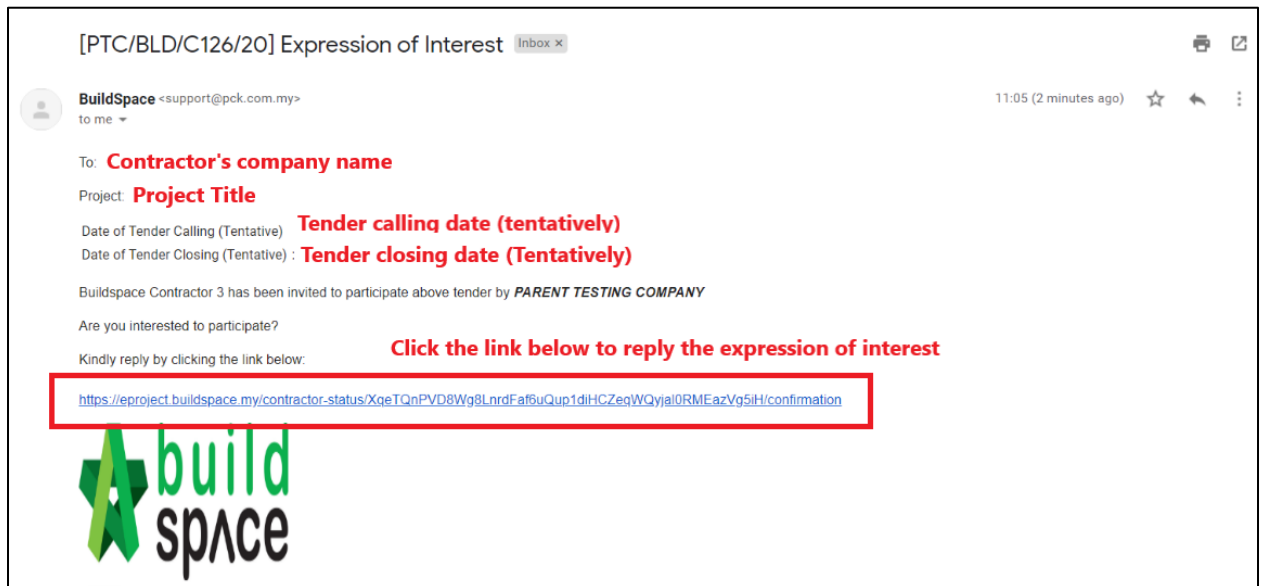 [PTC/BLD/C126/20] Expression of Interest Inbox ×
BuildSpace <support@pck.com.my> 11:05 (2 minutes ago)
to me
To: Contractor's company name
Project: Project Title
Date of Tender Calling (Tentative) Tender calling date (tentatively)
Date of Tender Closing (Tentative) : Tender closing date (Tentatively)
Buildspace Contractor 3 has been invited to participate above tender by PARENT TESTING COMPANY
Are you interested to participate?
Click the link below to reply the expression of interest
Kindly reply by clicking the link below:
https://eproject.buildspace.my/contractor-status/XqeTQnPVD8Wg8LnrdFaf6uQup1diHCZeqWQyjal0RMEazVg5iH/confirmation
build
space